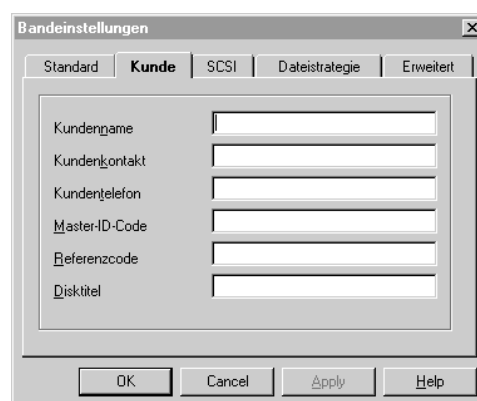 Bandeinstellungen
Standard Kunde SCSI Dateistrategie Erweitert
Kundenname
Kundenkontakt
Kundentelefon
Master-ID-Code
Referenzcode
Disktitel
OK Cancel Apply Help